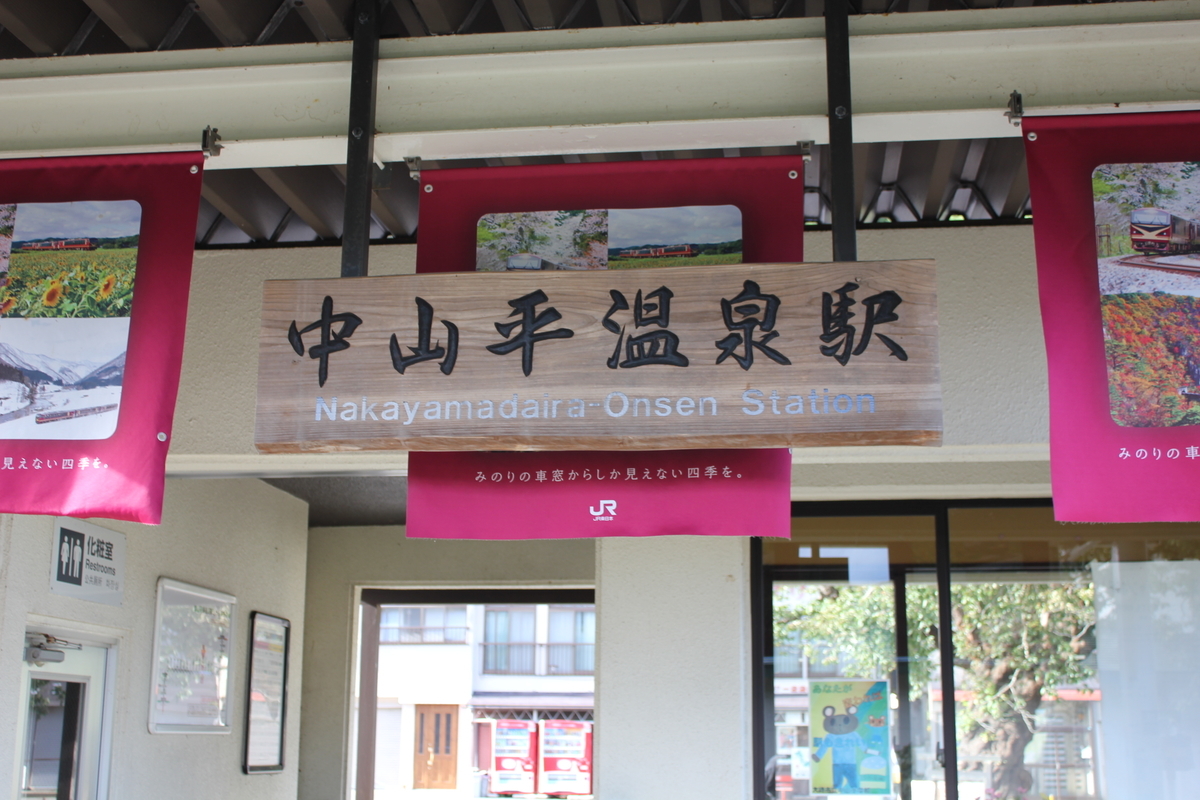 中山平温泉駅
Nakayamadaira-Onsen Station
見えない四季を。
みのりの車窓からしか見えない四季を。
JR
みのりの車
化粧室
Restrooms
あなたが